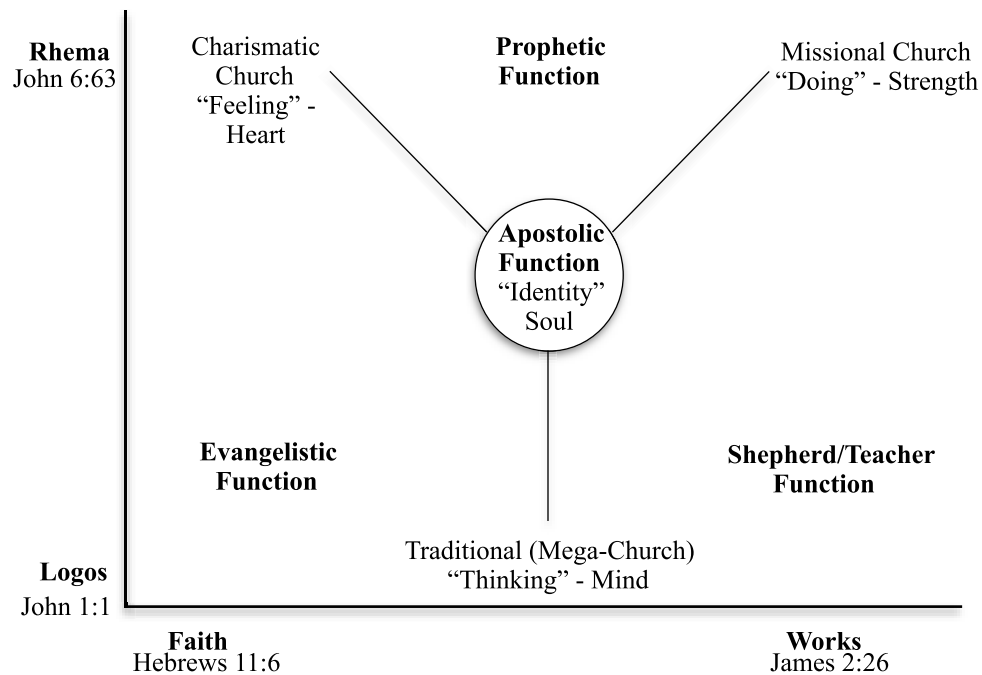 Rhema
John 6:63
Charismatic
Church
“Feeling” -
Heart
Prophetic
Function
Missional Church
“Doing” - Strength
Apostolic
Function
“Identity”
Soul
Evangelistic
Function
Shepherd/Teacher
Function
Traditional (Mega-Church)
“Thinking” - Mind
Logos
John 1:1
Faith
Hebrews 11:6
Works
James 2:26